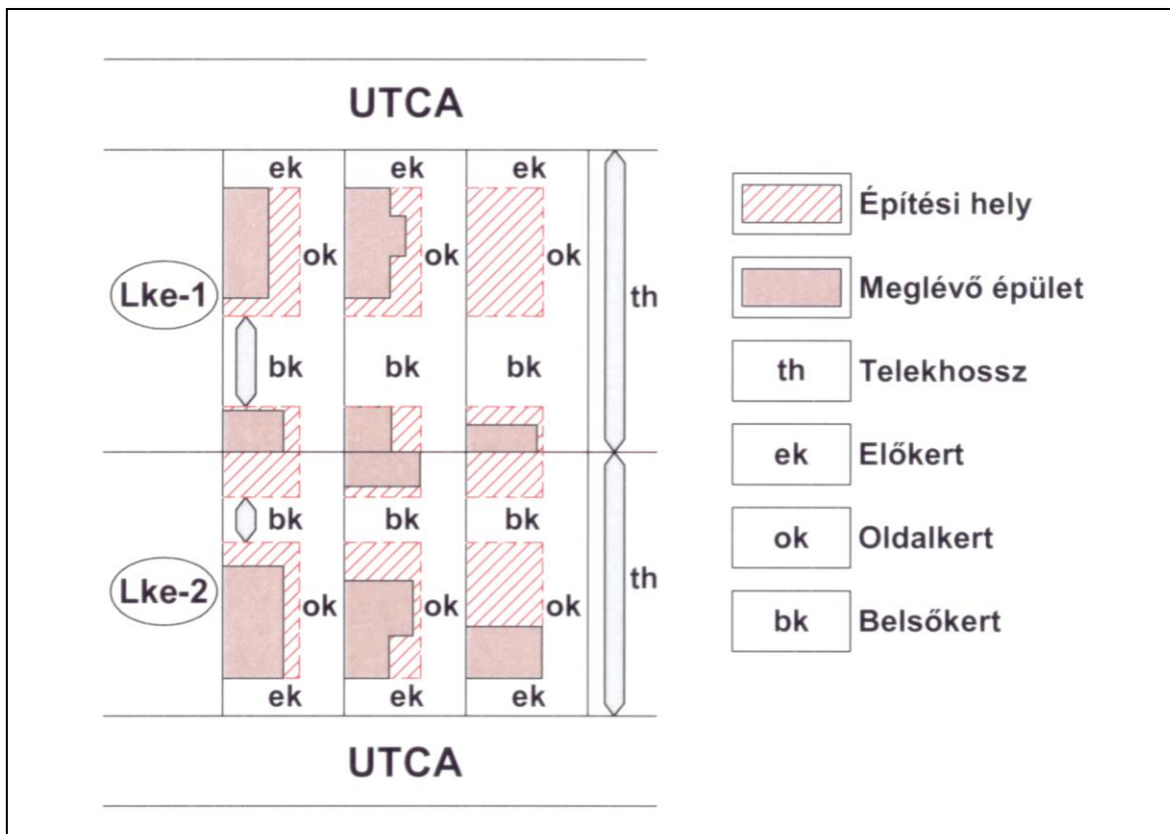 UTCA
ek ek ek
Építési hely
ok ok ok
Lke-1
th
Meglévő épület
bk bk bk
th Telekhossz
ek Előkert
bk bk bk
ok Oldalkert
Lke-2
th
ok ok ok
bk Belsőkert
ek ek ek
UTCA